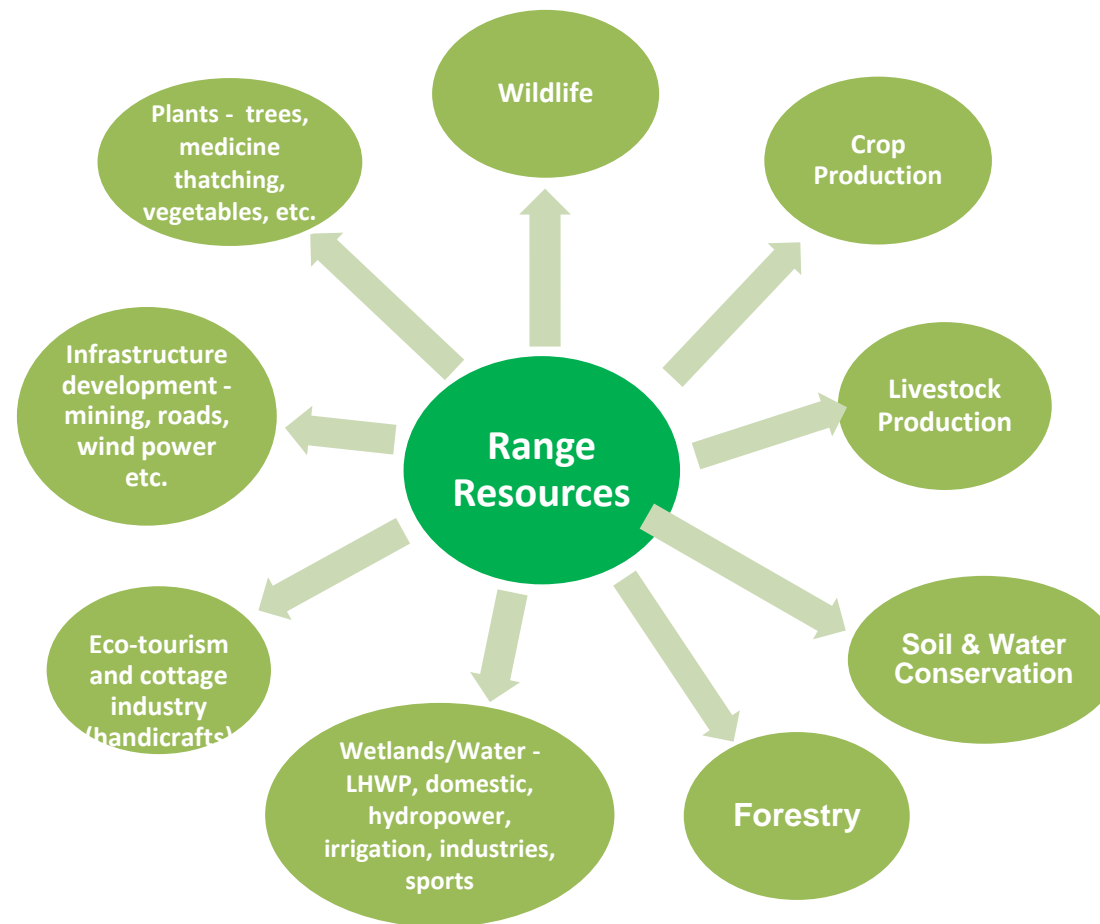 Wildlife
Plants -  trees,
medicine
thatching,
vegetables, etc.
Crop
Production
Infrastructure
development -
mining, roads,
wind power
etc.
Livestock
Production
Range
Resources
Eco-tourism
and cottage
industry
(handicrafts)
Soil & Water
Conservation
Wetlands/Water -
LHWP, domestic,
hydropower,
irrigation, industries,
sports
Forestry